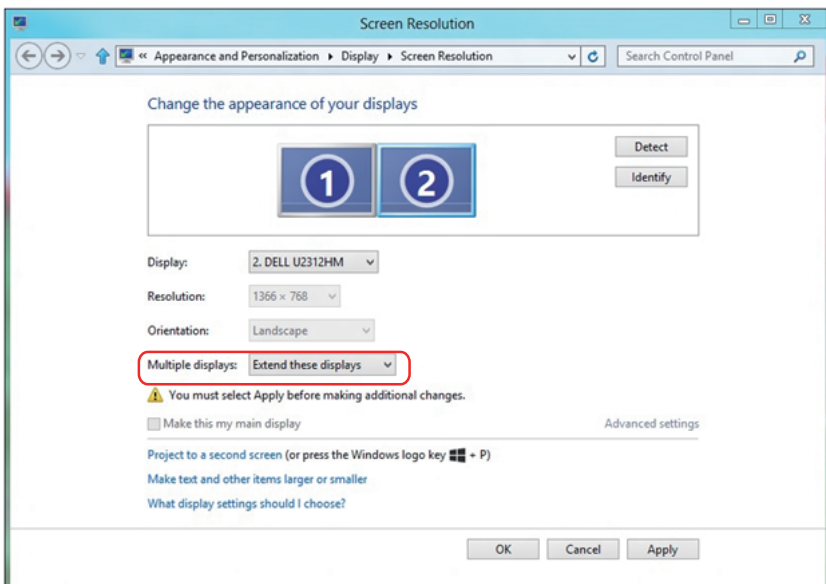 Screen Resolution
« Appearance and Personalization Display Screen Resolution Search Control Panel
Change the appearance of your displays
1 2
Detect
Identify
Display: 2. DELL U2312HM
Resolution: 1366 × 768
Orientation: Landscape
Multiple displays: Extend these displays
You must select Apply before making additional changes.
Make this my main display Advanced settings
Project to a second screen (or press the Windows logo key + P)
Make text and other items larger or smaller
What display settings should I choose?
OK Cancel Apply